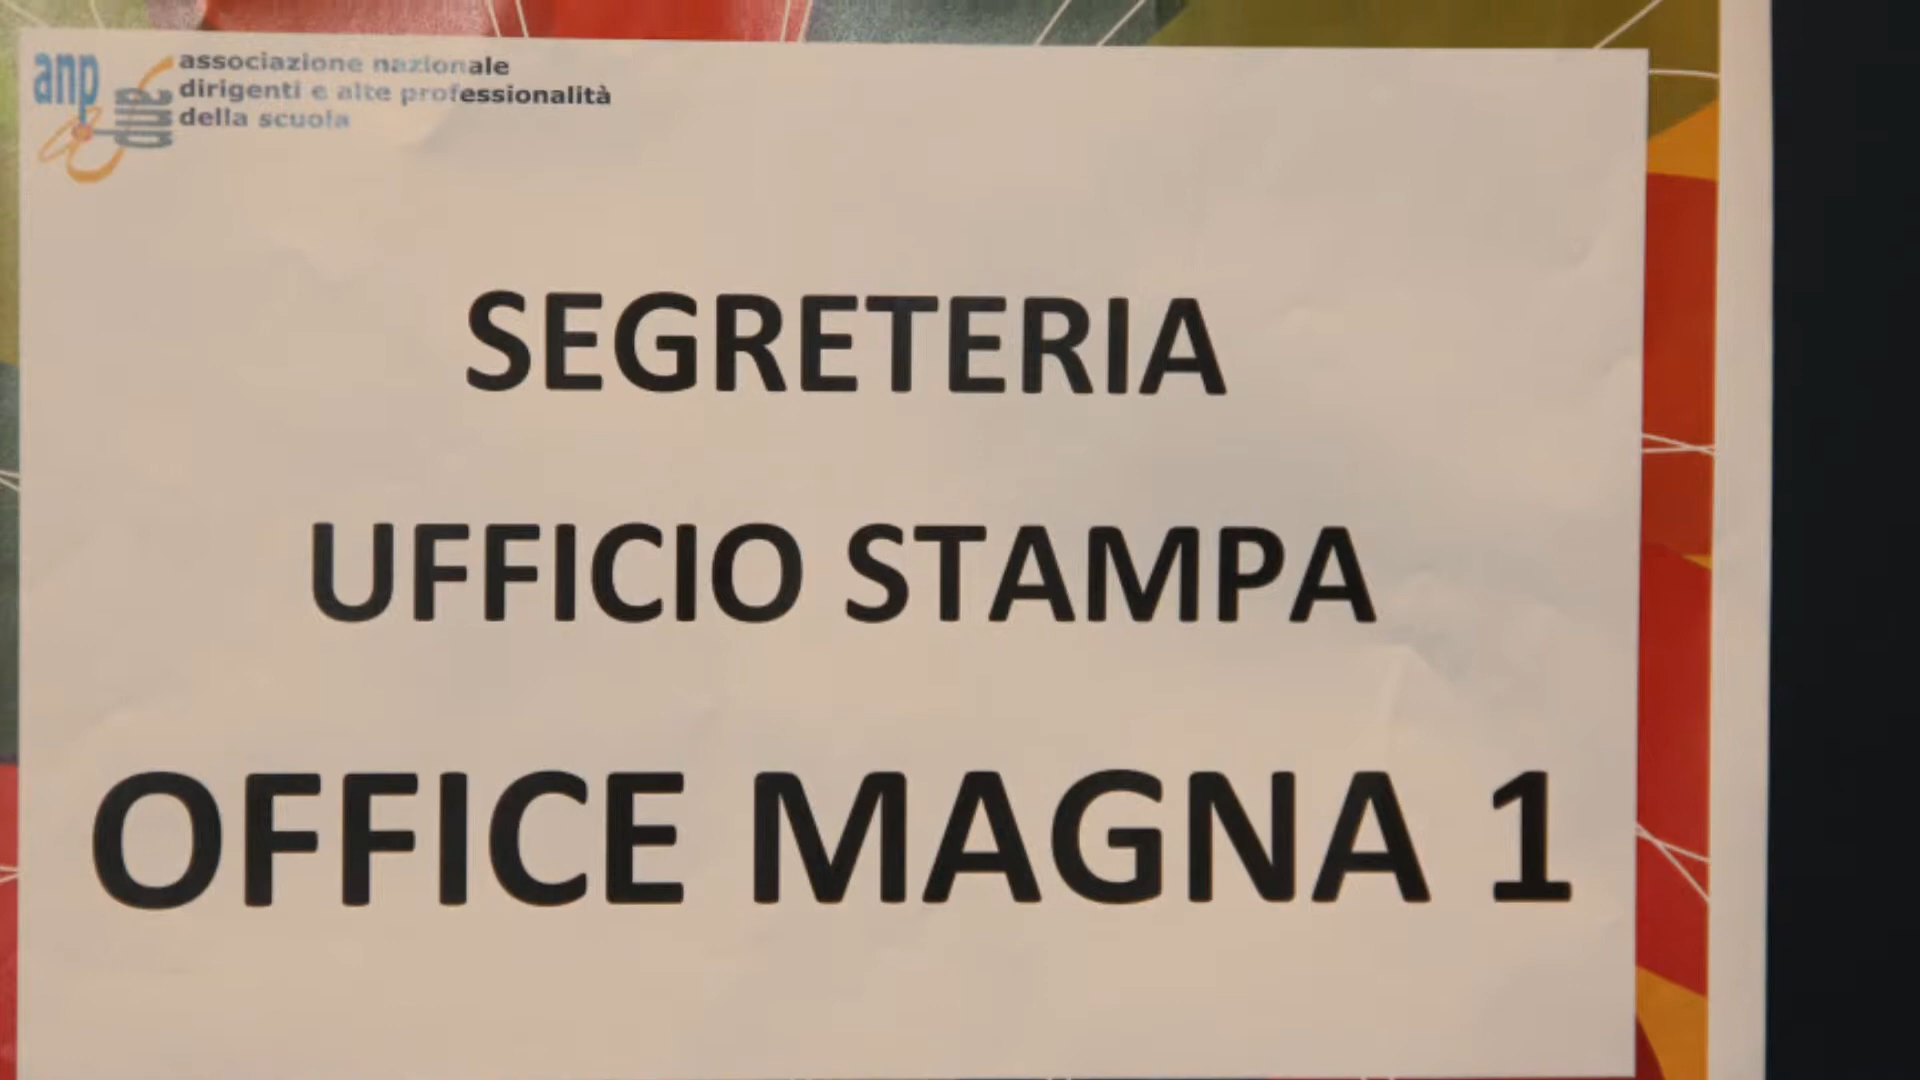 anp
associazione nazionale
dirigenti e alte professionalità
della scuola
SEGRETERIA
UFFICIO STAMPA
OFFICE MAGNA 1